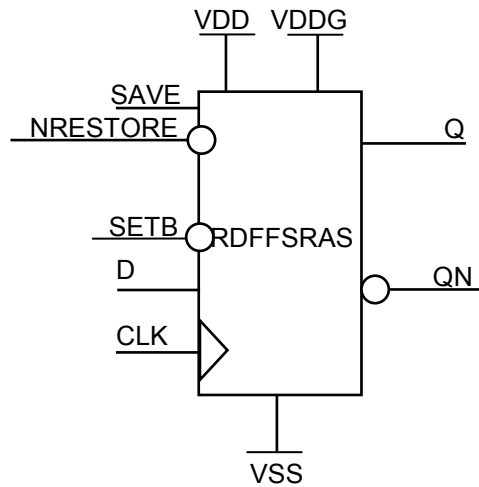 VDD VDDG
SAVE
NRESTORE
Q
SETB
RDFFSRAS
D
QN
CLK
VSS